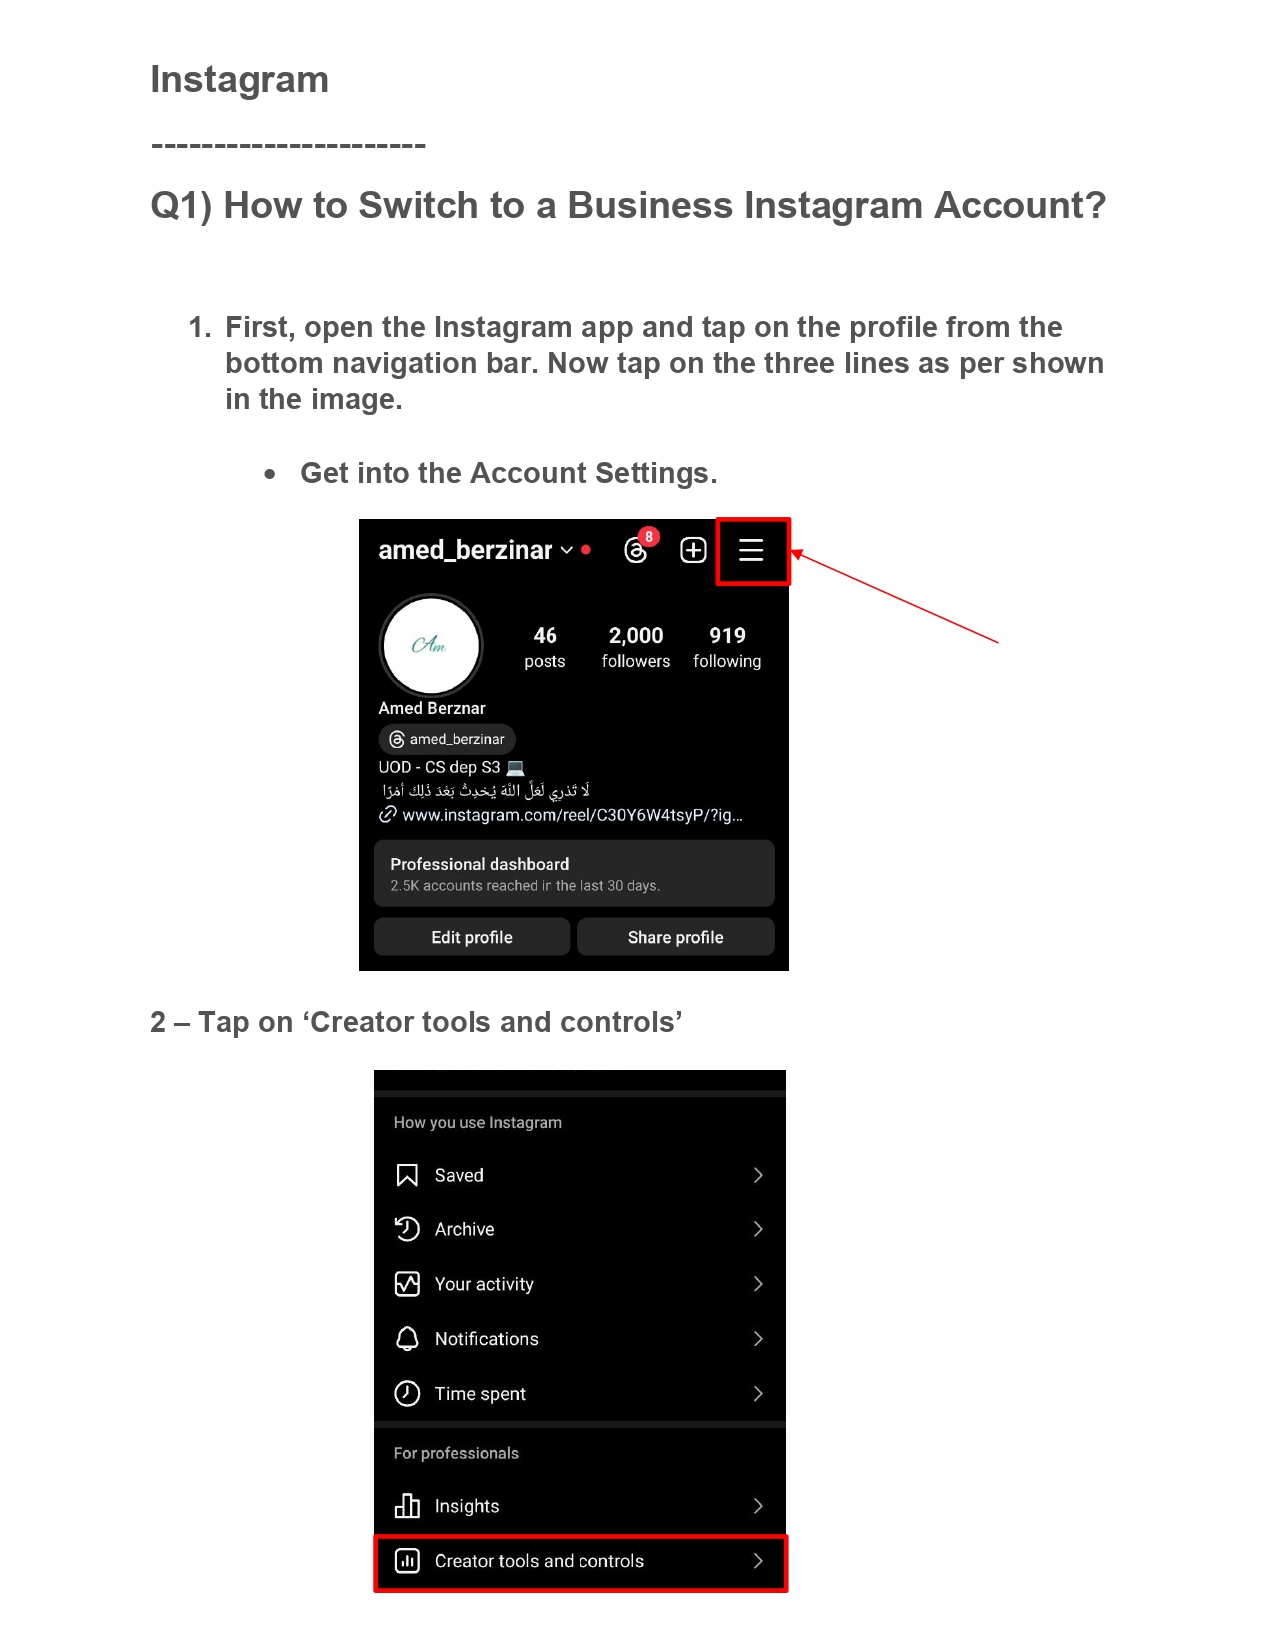 Instagram
----------------------
Q1) How to Switch to a Business Instagram Account?
1. First, open the Instagram app and tap on the profile from the
bottom navigation bar. Now tap on the three lines as per shown
in the image.
• Get into the Account Settings.
amed_berzinar
8
Am
46 2,000 919
posts followers following
Amed Berznar
amed_berzinar
UOD - CS dep S3 💻
لَا تَدْرِي لَعَلَّ اللَّهَ يُحْدِثُ بَعْدَ ذَٰلِكَ أَمْرًا
www.instagram.com/reel/C30Y6W4tsyP/?ig...
Professional dashboard
2.5K accounts reached in the last 30 days.
Edit profile Share profile
2 – Tap on ‘Creator tools and controls’
How you use Instagram
Saved
Archive
Your activity
Notifications
Time spent
For professionals
Insights
Creator tools and controls